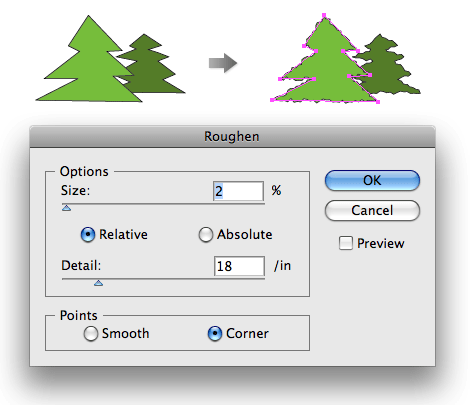 Roughen
Options
Size: 2 %
Relative Absolute
Detail: 18 /in
Points
Smooth Corner
OK
Cancel
Preview